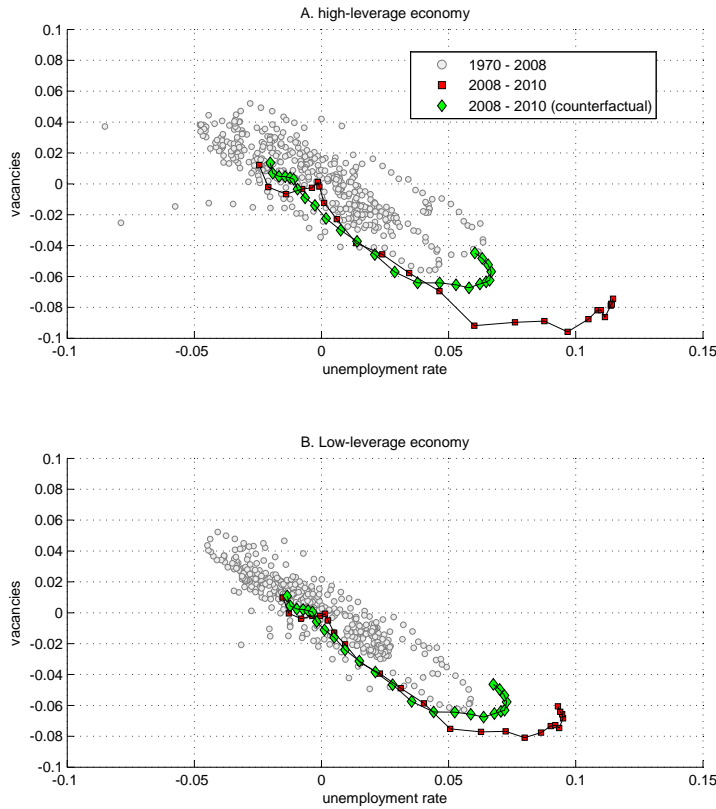 A. high-leverage economy
0.1
0.08
0.06
0.04
0.02
0
-0.02
-0.04
-0.06
-0.08
-0.1
vacancies
1970 - 2008
2008 - 2010
2008 - 2010 (counterfactual)
-0.1 -0.05 0 0.05 0.1 0.15
unemployment rate
B. Low-leverage economy
0.1
0.08
0.06
0.04
0.02
0
-0.02
-0.04
-0.06
-0.08
-0.1
vacancies
-0.1 -0.05 0 0.05 0.1 0.15
unemployment rate